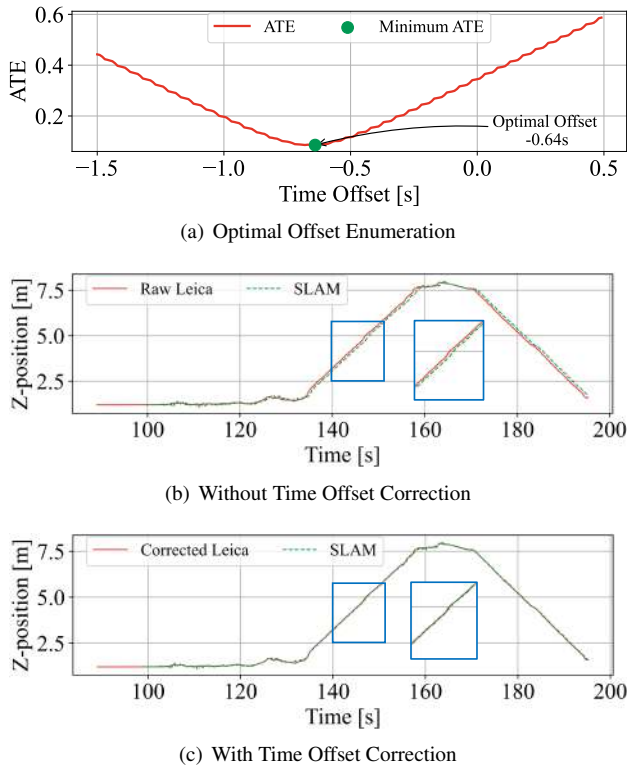 0.6
ATE
Minimum ATE
0.4
0.2
ATE
Optimal Offset
-0.64s
−1.5
−1.0
−0.5
0.0
0.5
Time Offset [s]
(a) Optimal Offset Enumeration
7.5
Raw Leica
SLAM
5.0
2.5
Z-position [m]
100
120
140
160
180
200
Time [s]
(b) Without Time Offset Correction
7.5
Corrected Leica
SLAM
5.0
2.5
Z-position [m]
100
120
140
160
180
200
Time [s]
(c) With Time Offset Correction